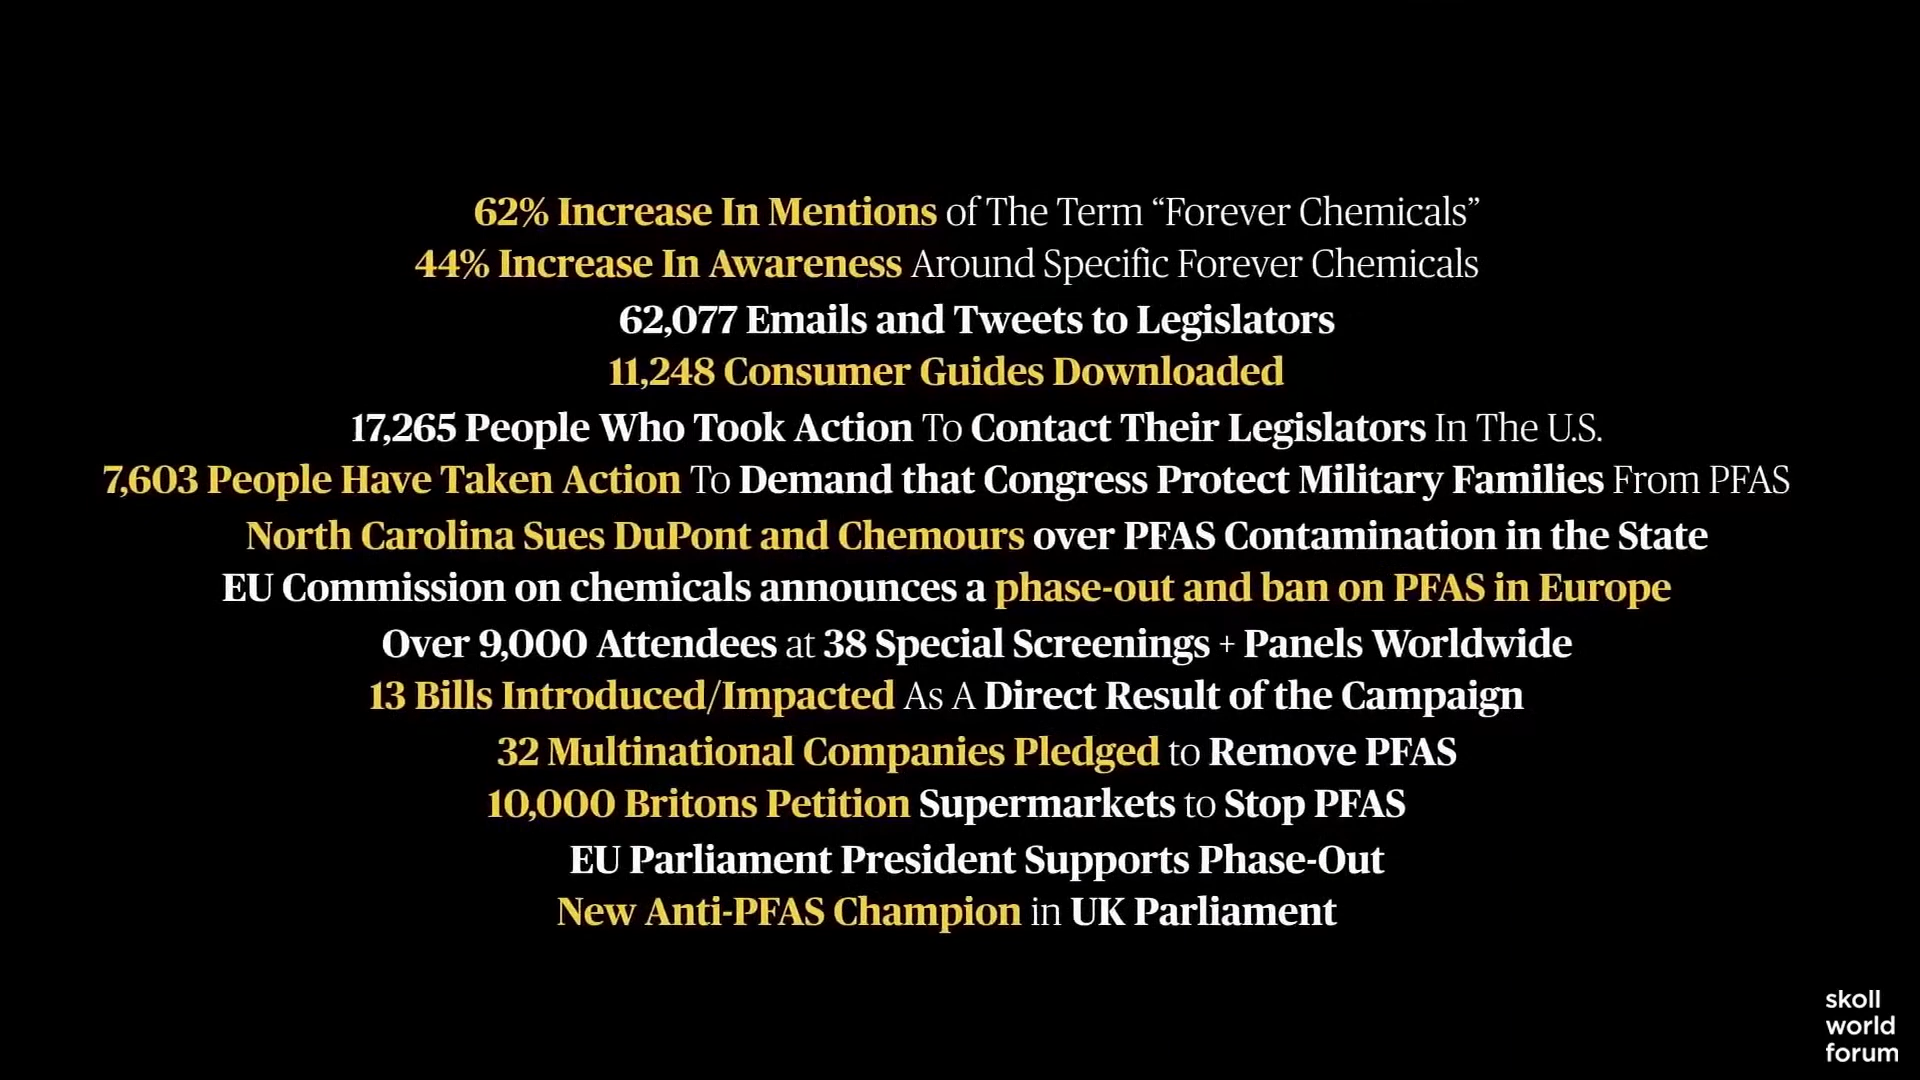 62% Increase In Mentions of The Term “Forever Chemicals”
44% Increase In Awareness Around Specific Forever Chemicals
62,077 Emails and Tweets to Legislators
11,248 Consumer Guides Downloaded
17,265 People Who Took Action To Contact Their Legislators In The U.S.
7,603 People Have Taken Action To Demand that Congress Protect Military Families From PFAS
North Carolina Sues DuPont and Chemours over PFAS Contamination in the State
EU Commission on chemicals announces a phase-out and ban on PFAS in Europe
Over 9,000 Attendees at 38 Special Screenings + Panels Worldwide
13 Bills Introduced/Impacted As A Direct Result of the Campaign
32 Multinational Companies Pledged to Remove PFAS
10,000 Britons Petition Supermarkets to Stop PFAS
EU Parliament President Supports Phase-Out
New Anti-PFAS Champion in UK Parliament
skoll
world
forum